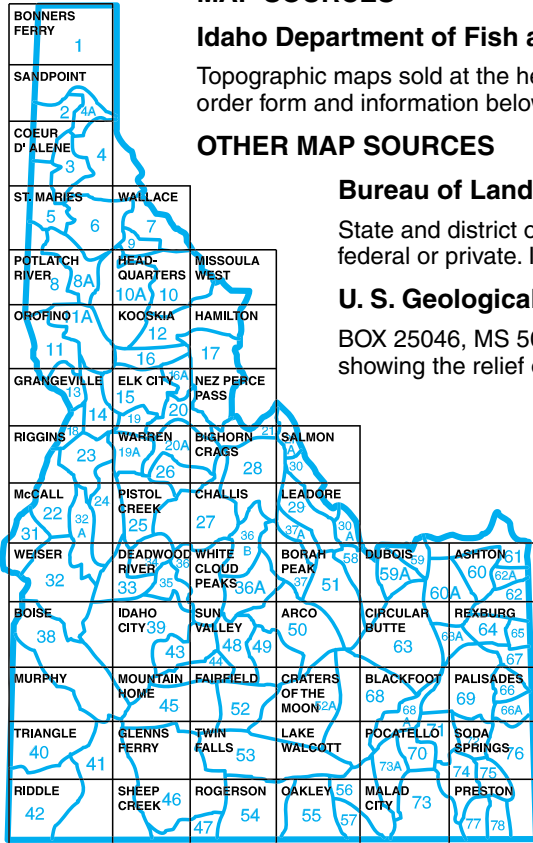 MAP SOURCES
Idaho Department of Fish a
Topographic maps sold at the he
order form and information below
OTHER MAP SOURCES
Bureau of Land
State and district o
federal or private. I
U. S. Geological
BOX 25046, MS 50
showing the relief o
BONNERS
FERRY
1
SANDPOINT
2 4A
COEUR
D' ALENE
3 4
ST. MARIES WALLACE
5 6 7
9
POTLATCH HEAD- MISSOULA
RIVER QUARTERS WEST
8 8A 10A 10
OROFINO 1A KOOSKIA HAMILTON
11 12 17
16
GRANGEVILLE ELK CITY 16A NEZ PERCE
PASS
13 14 15 19 20
RIGGINS 18 WARREN BIGHORN 21 SALMON
CRAGS
23 19A 20A 26 28 A 30
McCALL PISTOL CHALLIS LEADORE
CREEK
22 24 25 27 29
31 32 A 36 37A 30 A
WEISER DEADWOOD WHITE BORAH DUBOIS ASHTON
RIVER CLOUD PEAK
PEAKS
32 33 35 36 B 36A 37 51 58 59 59A 60 61
60A 62A 62
BOISE IDAHO SUN ARCO CIRCULAR REXBURG
CITY VALLEY BUTTE
38 39 43 44 48 49 50 63 63A 64 65
67
MURPHY MOUNTAIN FAIRFIELD CRATERS BLACKFOOT PALISADES
HOME OF THE
MOON
45 52 52A 68 68 A 69 66 66A
TRIANGLE GLENNS TWIN LAKE POCATELLO SODA
FERRY FALLS WALCOTT SPRINGS
40 41 53 70 71 73A 74 75 76
RIDDLE SHEEP ROGERSON OAKLEY MALAD PRESTON
CREEK CITY
42 46 47 54 55 56 57 73 77 78